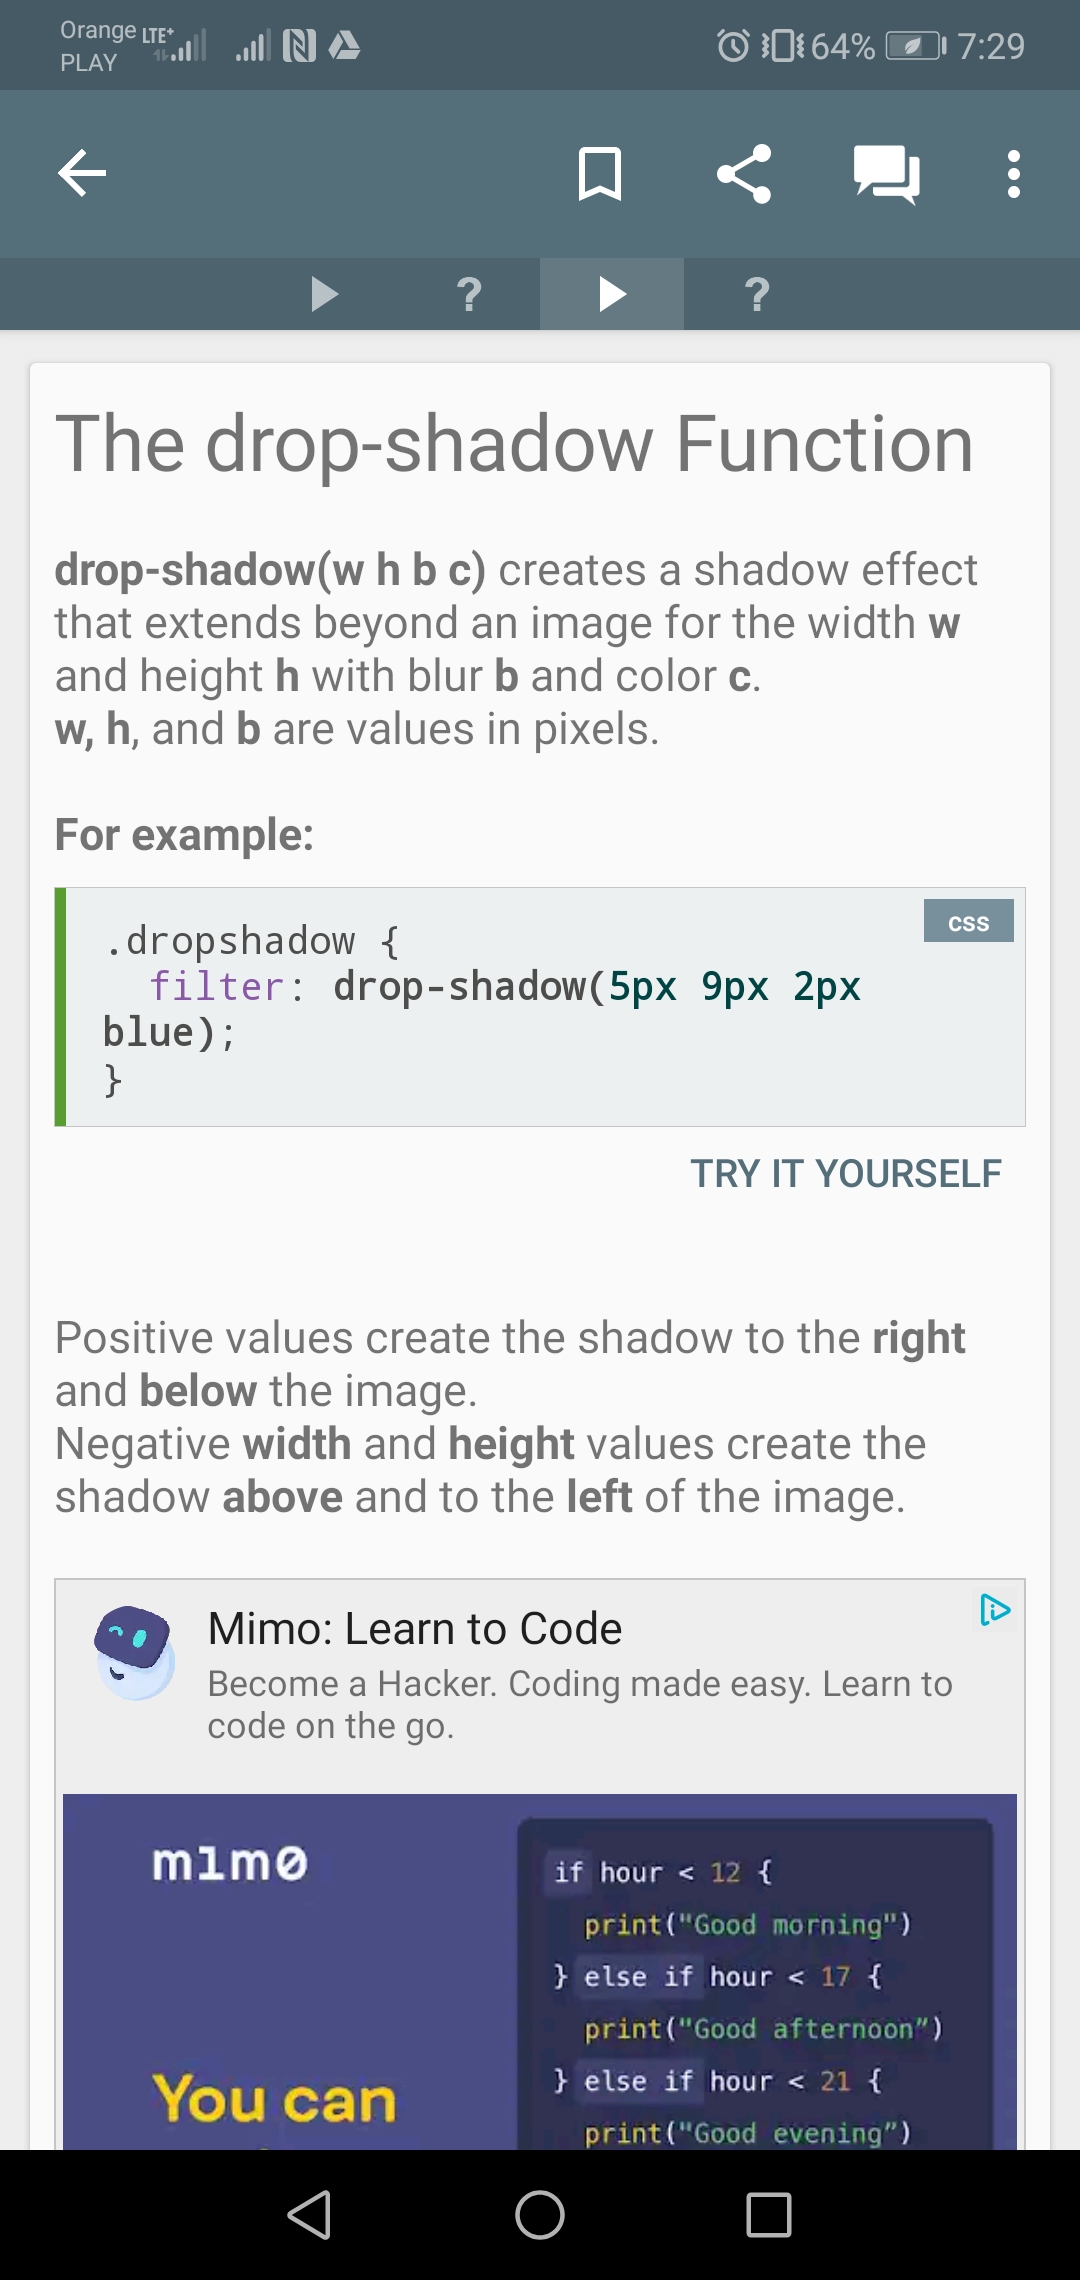 Orange LTE+
PLAY
64% 7:29
? ?
The drop-shadow Function
drop-shadow(w h b c) creates a shadow effect
that extends beyond an image for the width w
and height h with blur b and color c.
w, h, and b are values in pixels.
For example:
css
.dropshadow {
filter: drop-shadow(5px 9px 2px
blue);
}
TRY IT YOURSELF
Positive values create the shadow to the right
and below the image.
Negative width and height values create the
shadow above and to the left of the image.
Mimo: Learn to Code
Become a Hacker. Coding made easy. Learn to
code on the go.
m1m0
You can
if hour < 12 {
print("Good morning")
} else if hour < 17 {
print("Good afternoon")
} else if hour < 21 {
print("Good evening")